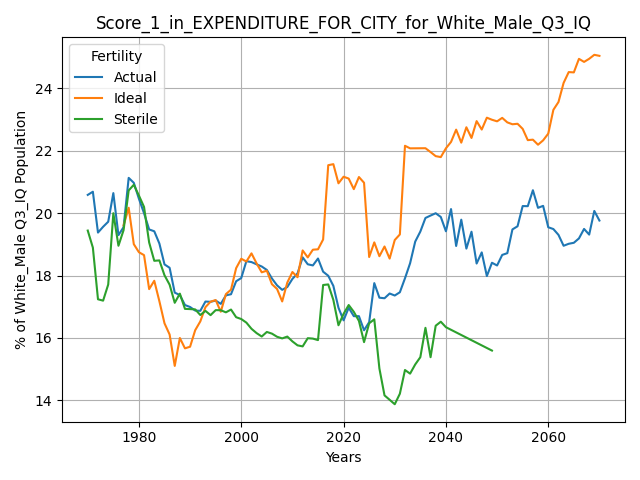 Score_1_in_EXPENDITURE_FOR_CITY_for_White_Male_Q3_IQ
Fertility
Actual
Ideal
Sterile
% of White_Male Q3_IQ Population
24
22
20
18
16
14
1980
2000
2020
2040
2060
Years